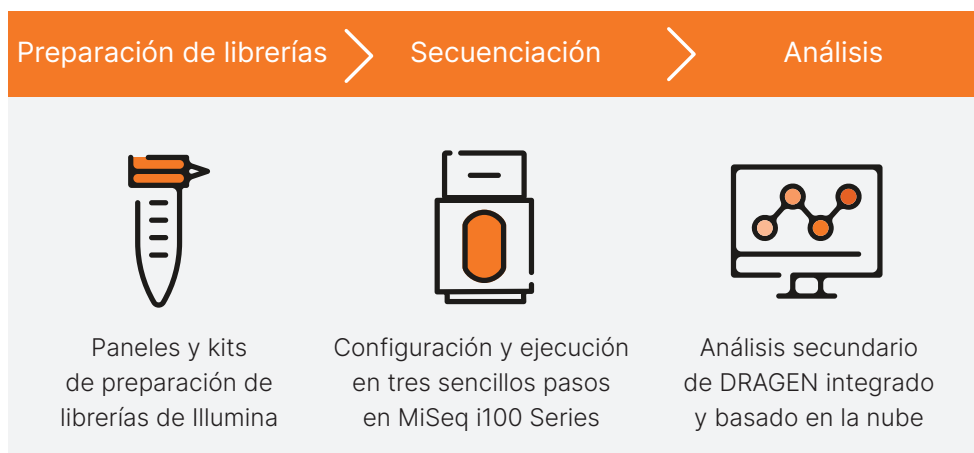 Preparación de librerías
Secuenciación
Análisis
Paneles y kits
de preparación de
librerías de Illumina
Configuración y ejecución
en tres sencillos pasos
en MiSeq i100 Series
Análisis secundario
de DRAGEN integrado
y basado en la nube